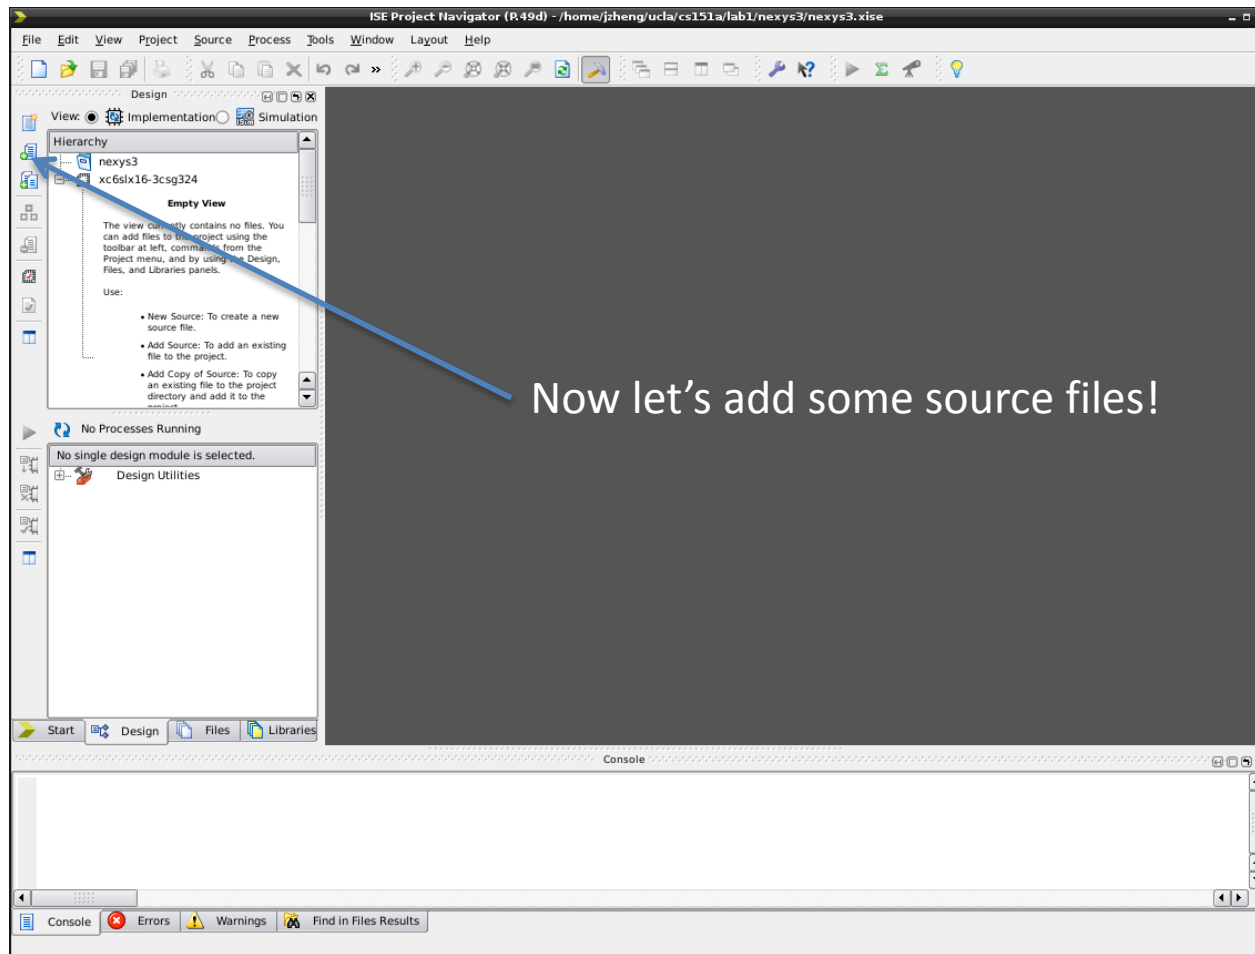 ISE Project Navigator (P.49d) - /home/jzheng/ucla/cs151a/lab1/nexys3/nexys3.xise
File Edit View Project Source Process Tools Window Layout Help
Design
View: Implementation Simulation
Hierarchy
nexys3
xc6slx16-3csg324
Empty View
The view currently contains no files. You
can add files to the project using the
toolbar at left, commands from the
Project menu, and by using the Design,
Files, and Libraries panels.
Use:
• New Source: To create a new
source file.
• Add Source: To add an existing
file to the project.
• Add Copy of Source: To copy
an existing file to the project
directory and add it to the
project
Now let's add some source files!
No Processes Running
No single design module is selected.
Design Utilities
Start Design Files Libraries
Console
Console Errors Warnings Find in Files Results